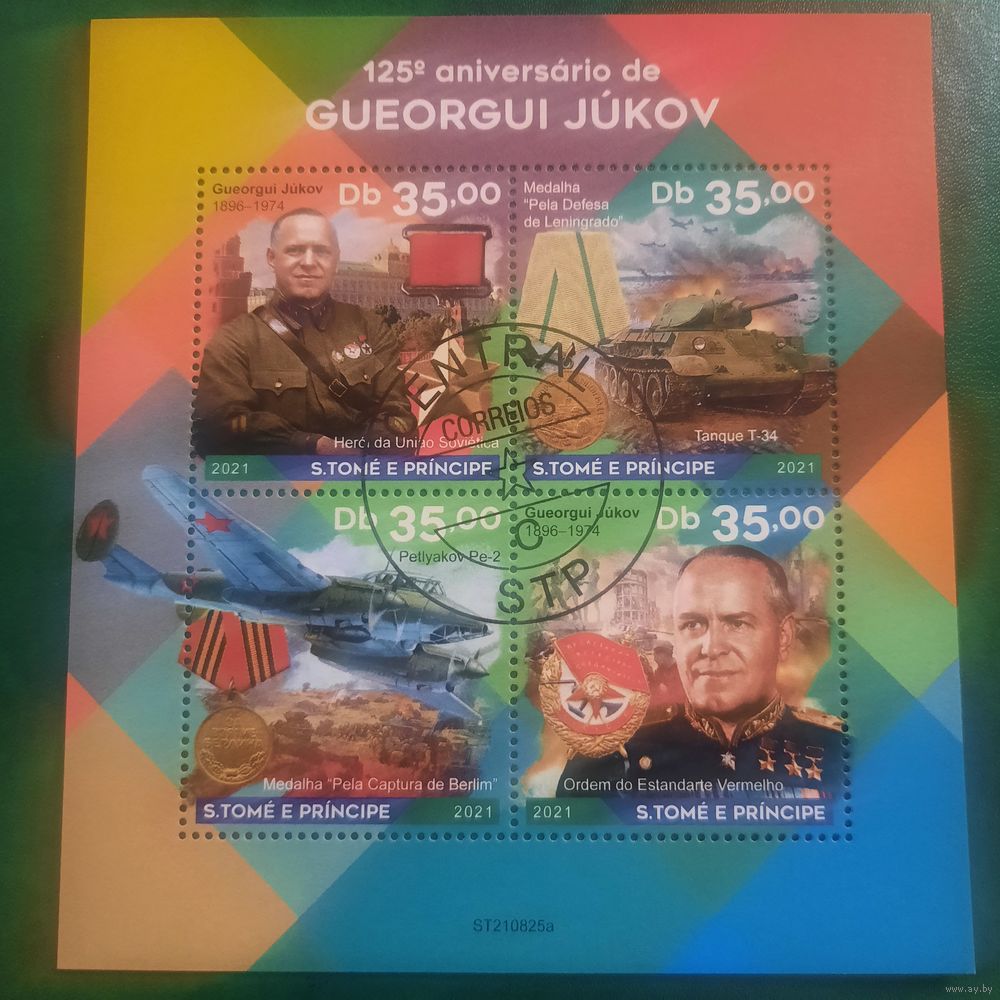 125º aniversário de
GUEORGUI JÚKOV
Gueorgui Júkov
1896–1974
Db 35,00
Herói da União Soviética
2021
S.TOMÉ E PRÍNCIPE
Medalha
"Pela Defesa
de Leningrado"
Db 35,00
Tanque T-34
S.TOMÉ E PRÍNCIPE
2021
CENTRAL
CORREIOS
C
STP
Db 35,00
Petlyakov Pe-2
Medalha "Pela Captura de Berlim"
S.TOMÉ E PRÍNCIPE
2021
Gueorgui Júkov
1896–1974
Db 35,00
Ordem do Estandarte Vermelho
2021
S.TOMÉ E PRÍNCIPE
ST210825a
www.ay.by